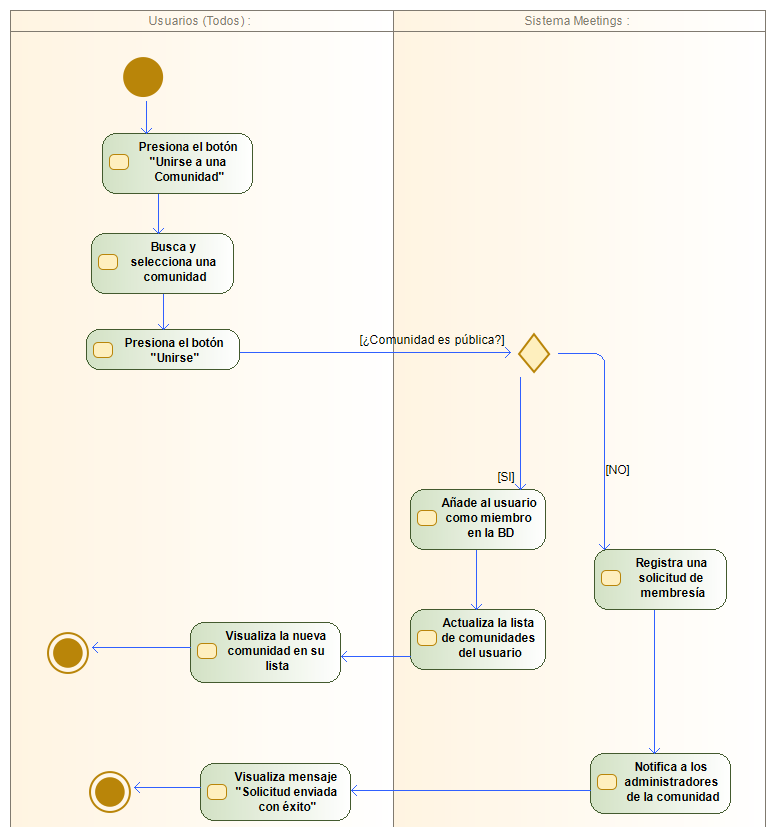 Usuarios (Todos) :
Sistema Meetings :
Presiona el botón
"Unirse a una
Comunidad"
Busca y
selecciona una
comunidad
Presiona el botón
"Unirse"
[¿Comunidad es pública?]
[SI]
[NO]
Añade al usuario
como miembro
en la BD
Registra una
solicitud de
membresía
Actualiza la lista
de comunidades
del usuario
Visualiza la nueva
comunidad en su
lista
Notifica a los
administradores
de la comunidad
Visualiza mensaje
"Solicitud enviada
con éxito"